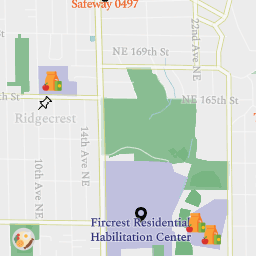 Safeway 0497
NE 169th St
22nd Ave NE
th St
NE 165th St
Ridgecrest
14th Ave NE
10th Ave NE
Fircrest Residential
Habilitation Center